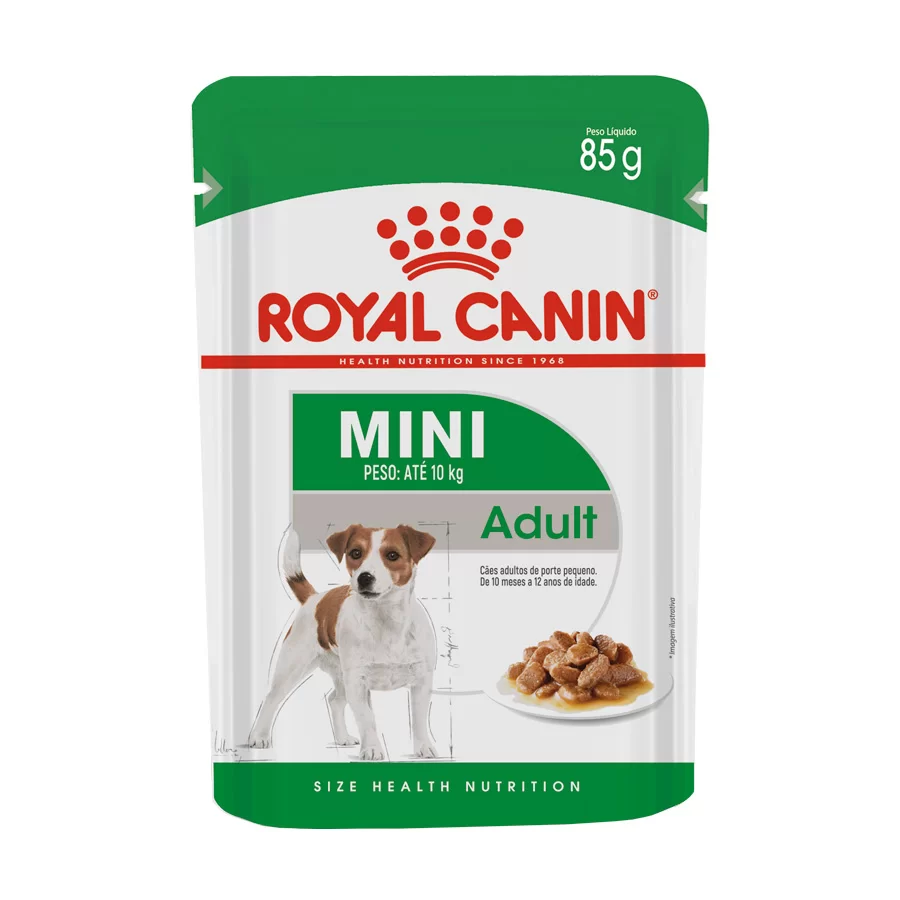 Peso Líquido
85 g
ROYAL CANIN®
HEALTH NUTRITION SINCE 1968
MINI
PESO: ATÉ 10 kg
Adult
Cães adultos de porte pequeno.
De 10 meses a 12 anos de idade.
*Imagem ilustrativa
SIZE HEALTH NUTRITION